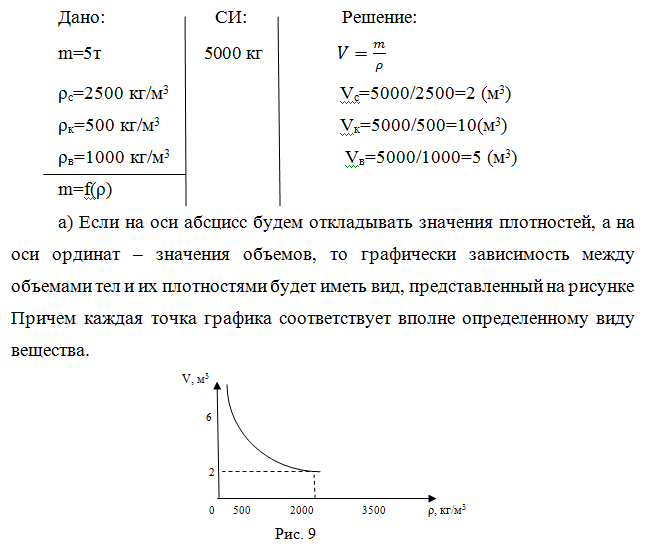 Дано: СИ: Решение:
m=5т 5000 кг V = m/ρ
ρс=2500 кг/м³ Vс=5000/2500=2 (м³)
ρк=500 кг/м³ Vк=5000/500=10(м³)
ρв=1000 кг/м³ Vв=5000/1000=5 (м³)
m=f(ρ)
а) Если на оси абсцисс будем откладывать значения плотностей, а на
оси ординат – значения объемов, то графически зависимость между
объемами тел и их плотностями будет иметь вид, представленный на рисунке
Причем каждая точка графика соответствует вполне определенному виду
вещества.
V, м³
6
2
0 500 2000 3500 ρ, кг/м³
Рис. 9